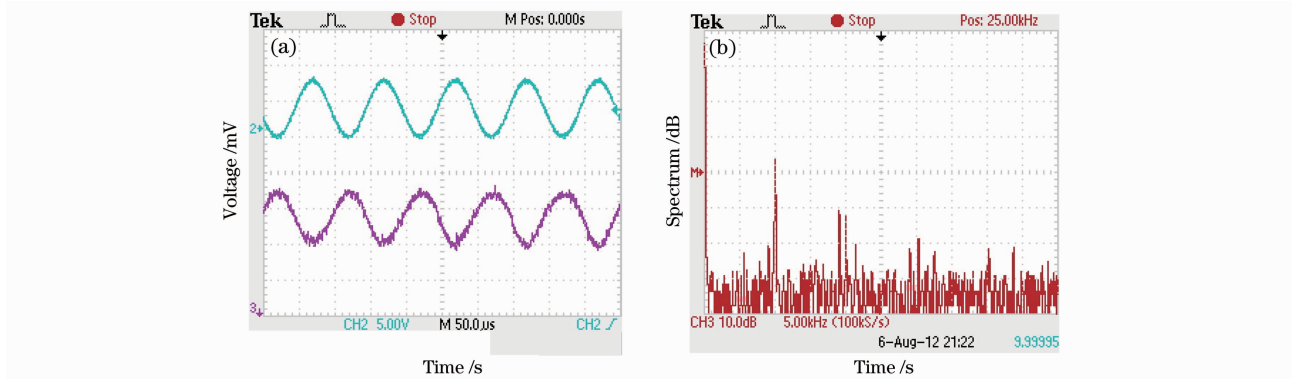 Tek Stop M Pos: 0.000s
(a)
2
3
CH2 5.00V M 50.0µs CH2
Voltage /mV
Time /s
Tek Stop Pos: 25.00kHz
(b)
M
CH3 10.0dB 5.00kHz (100kS/s)
6-Aug-12 21:22 9.99995
Spectrum /dB
Time /s